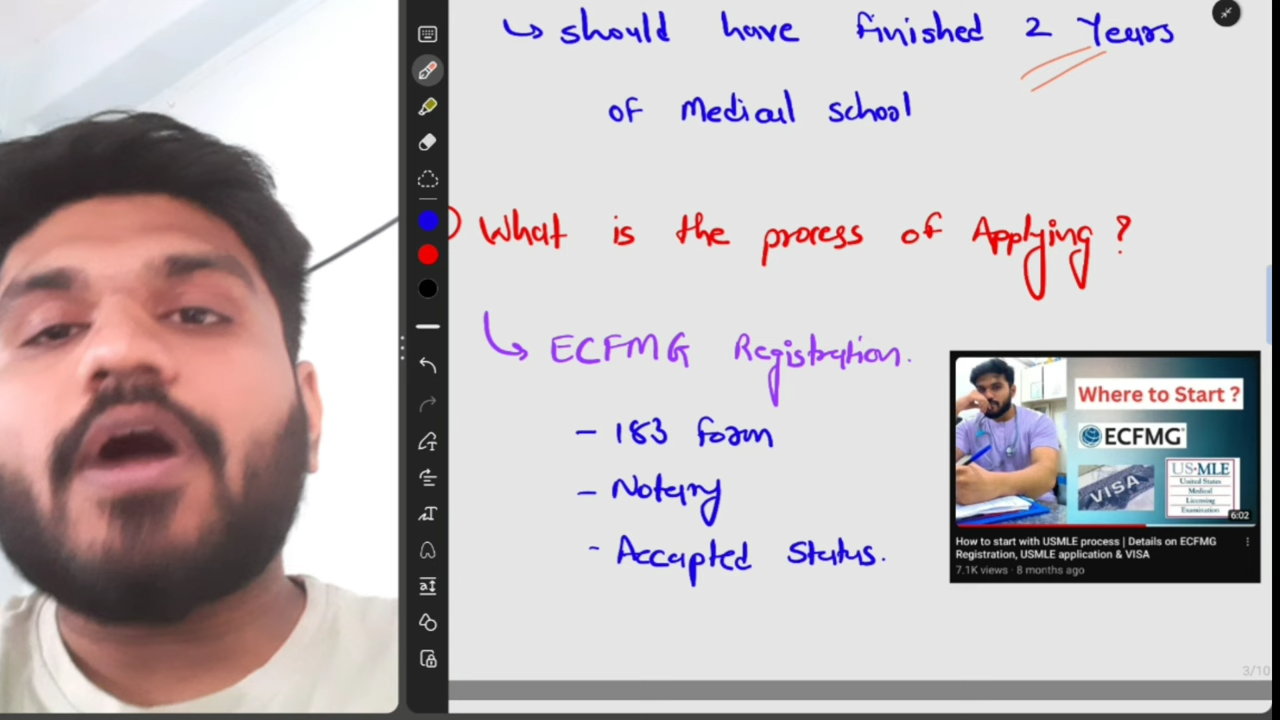 ↳ should have finished 2 Years
of Medical school
) What is the process of Applying ?
↳ ECFMG Registration.
- 183 form
- Notary
- Accapted Status.
Where to Start ?
ECFMG®
VISA
US·MLE
United States
Medical
Licensing
Examination
6:02
How to start with USMLE process | Details on ECFMG
Registration, USMLE application & VISA
7.1K views · 8 months ago
3/10